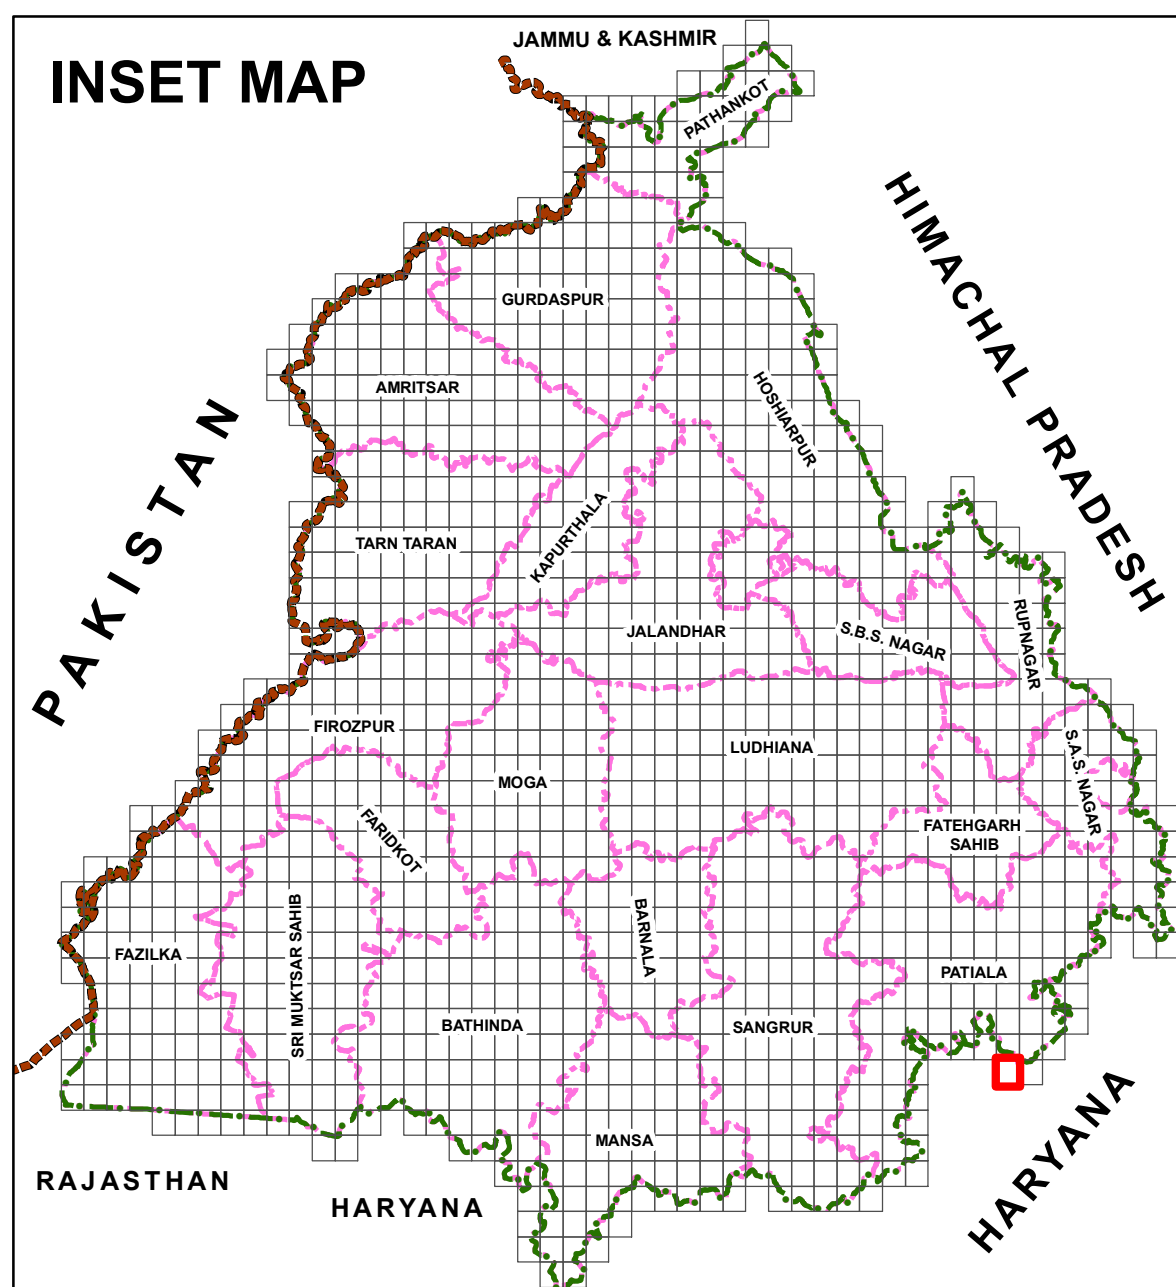 JAMMU & KASHMIR
INSET MAP
PATHANKOT
HIMACHAL PRADESH
GURDASPUR
AMRITSAR
HOSHIARPUR
PAKISTAN
KAPURTHALA
TARN TARAN
JALANDHAR
S.B.S. NAGAR
RUPNAGAR
FIROZPUR
LUDHIANA
MOGA
S.A.S. NAGAR
FARIDKOT
FATEHGARH
SAHIB
SRI MUKTSAR SAHIB
BARNALA
FAZILKA
PATIALA
BATHINDA
SANGRUR
MANSA
HARYANA
RAJASTHAN
HARYANA